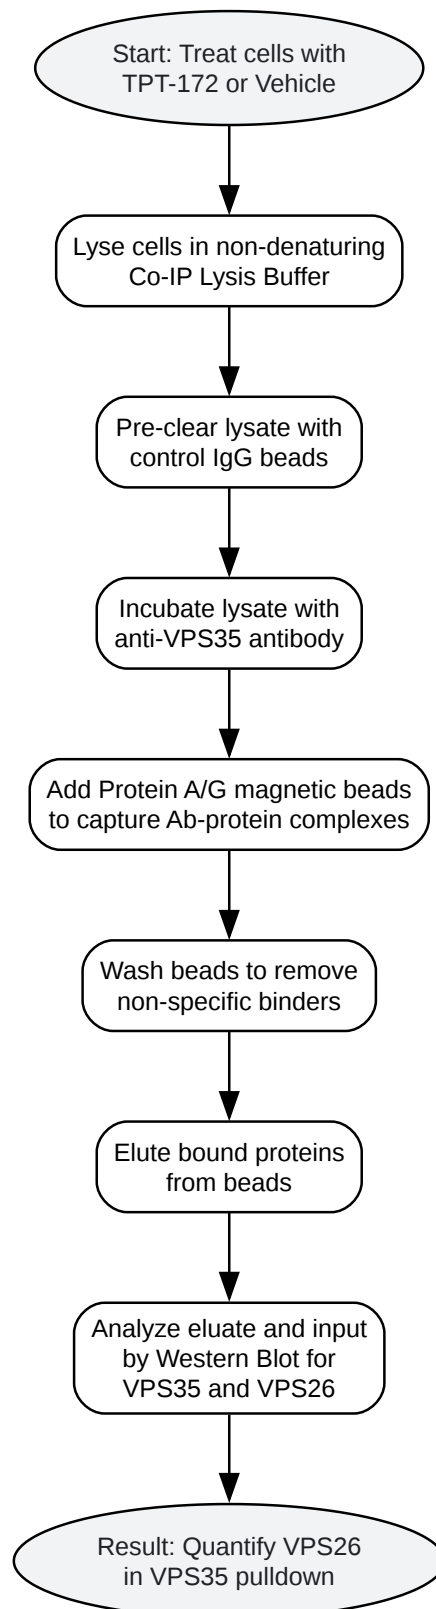 Start: Treat cells with
TPT-172 or Vehicle
Lyse cells in non-denaturing
Co-IP Lysis Buffer
Pre-clear lysate with
control IgG beads
Incubate lysate with
anti-VPS35 antibody
Add Protein A/G magnetic beads
to capture Ab-protein complexes
Wash beads to remove
non-specific binders
Elute bound proteins
from beads
Analyze eluate and input
by Western Blot for
VPS35 and VPS26
Result: Quantify VPS26
in VPS35 pulldown